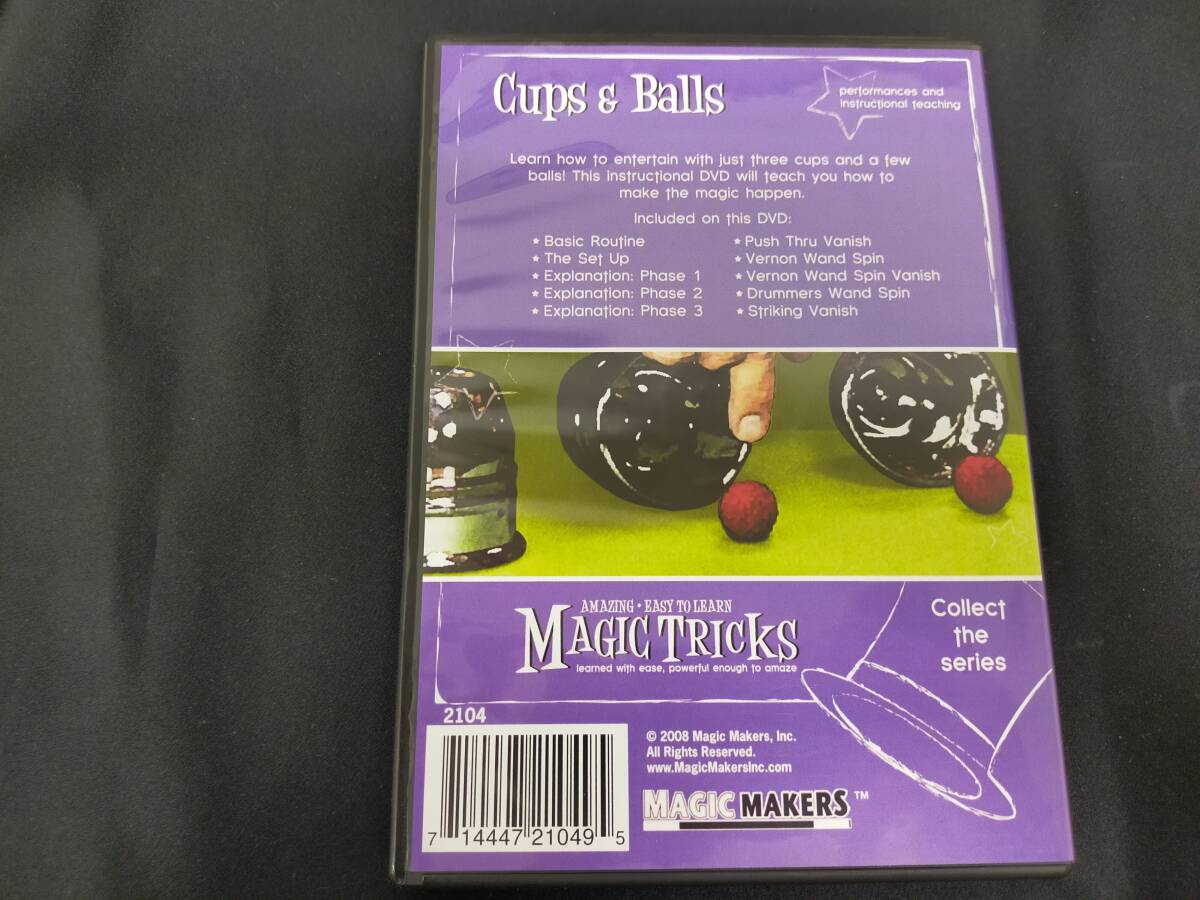 Cups & Balls
performances and
instructional teaching
Learn how to entertain with just three cups and a few
balls! This instructional DVD will teach you how to
make the magic happen.
Included on this DVD:
★ Basic Routine
★ The Set Up
★ Explanation: Phase 1
★ Explanation: Phase 2
★ Explanation: Phase 3
★ Push Thru Vanish
★ Vernon Wand Spin
★ Vernon Wand Spin Vanish
★ Drummers Wand Spin
★ Striking Vanish
AMAZING • EASY TO LEARN
MAGIC TRICKS
learned with ease, powerful enough to amaze
Collect
the
series
2104
7 14447 21049 5
© 2008 Magic Makers, Inc.
All Rights Reserved.
www.MagicMakersInc.com
MAGIC MAKERS™